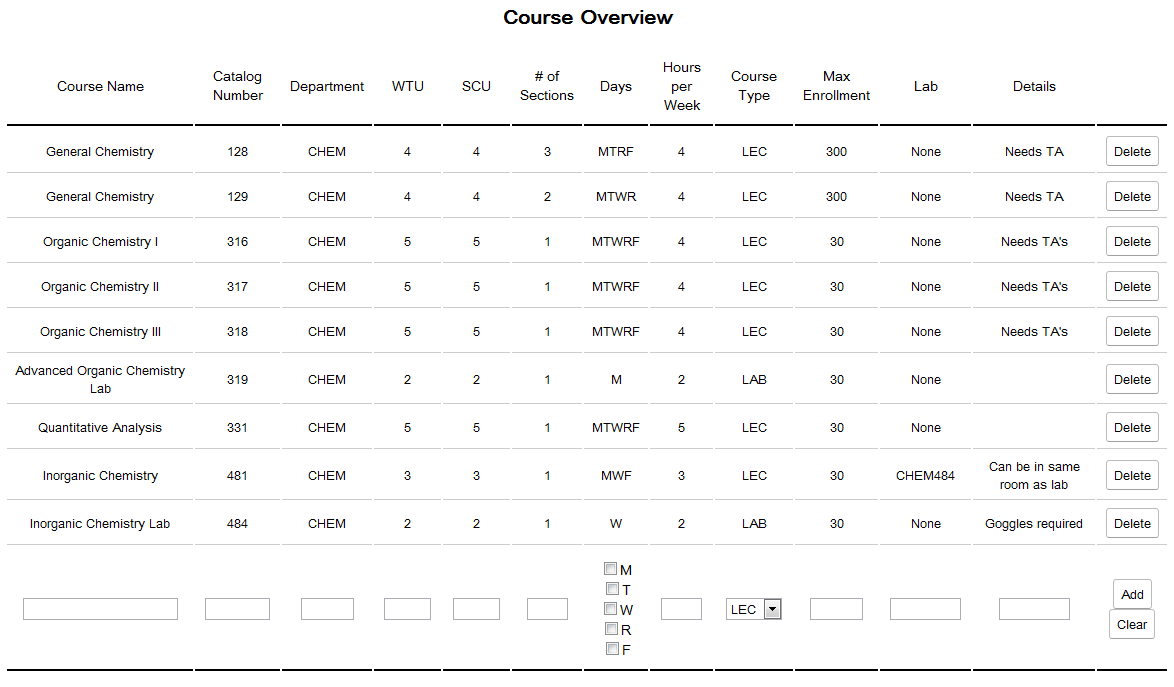 Course Overview
Course Name Catalog Number Department WTU SCU # of Sections Days Hours per Week Course Type Max Enrollment Lab Details
General Chemistry 128 CHEM 4 4 3 MTRF 4 LEC 300 None Needs TA Delete
General Chemistry 129 CHEM 4 4 2 MTWR 4 LEC 300 None Needs TA Delete
Organic Chemistry I 316 CHEM 5 5 1 MTWRF 4 LEC 30 None Needs TA's Delete
Organic Chemistry II 317 CHEM 5 5 1 MTWRF 4 LEC 30 None Needs TA's Delete
Organic Chemistry III 318 CHEM 5 5 1 MTWRF 4 LEC 30 None Needs TA's Delete
Advanced Organic Chemistry Lab 319 CHEM 2 2 1 M 2 LAB 30 None Delete
Quantitative Analysis 331 CHEM 5 5 1 MTWRF 5 LEC 30 None Delete
Inorganic Chemistry 481 CHEM 3 3 1 MWF 3 LEC 30 CHEM484 Can be in same room as lab Delete
Inorganic Chemistry Lab 484 CHEM 2 2 1 W 2 LAB 30 None Goggles required Delete
M
T
W
R
F
LEC
Add
Clear